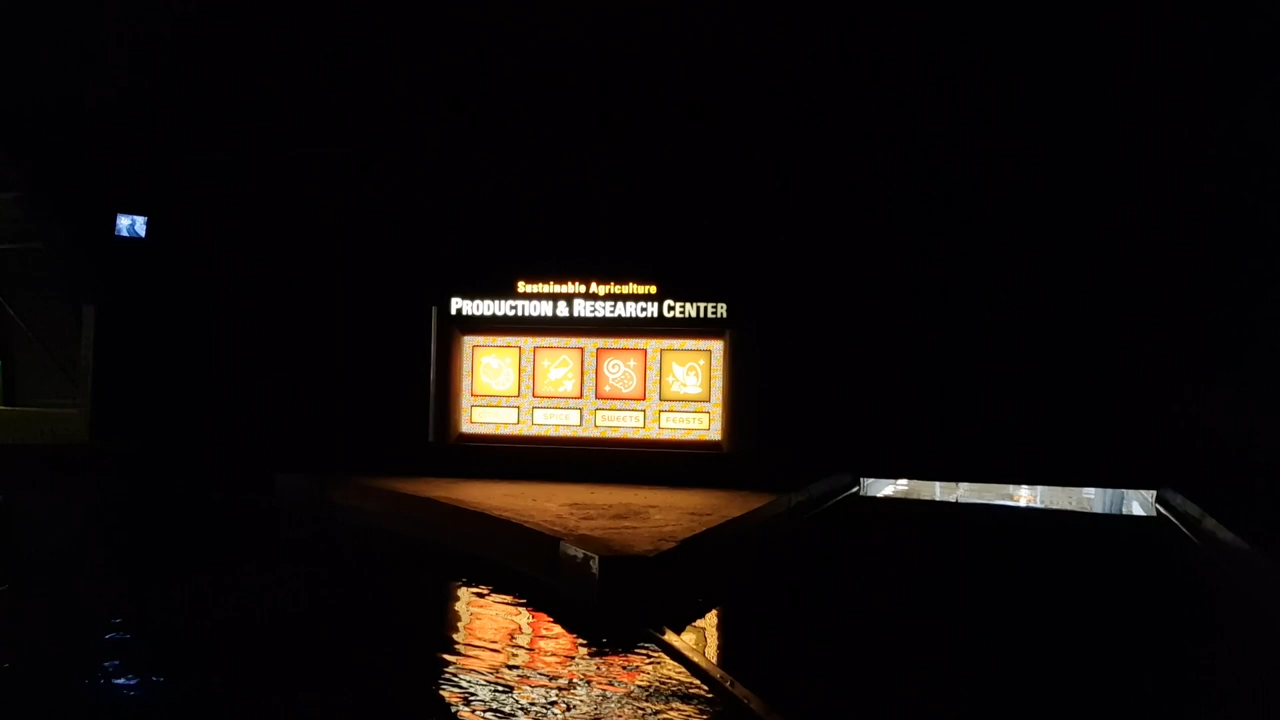 Sustainable Agriculture
PRODUCTION & RESEARCH CENTER
SPICE SWEETS FEASTS